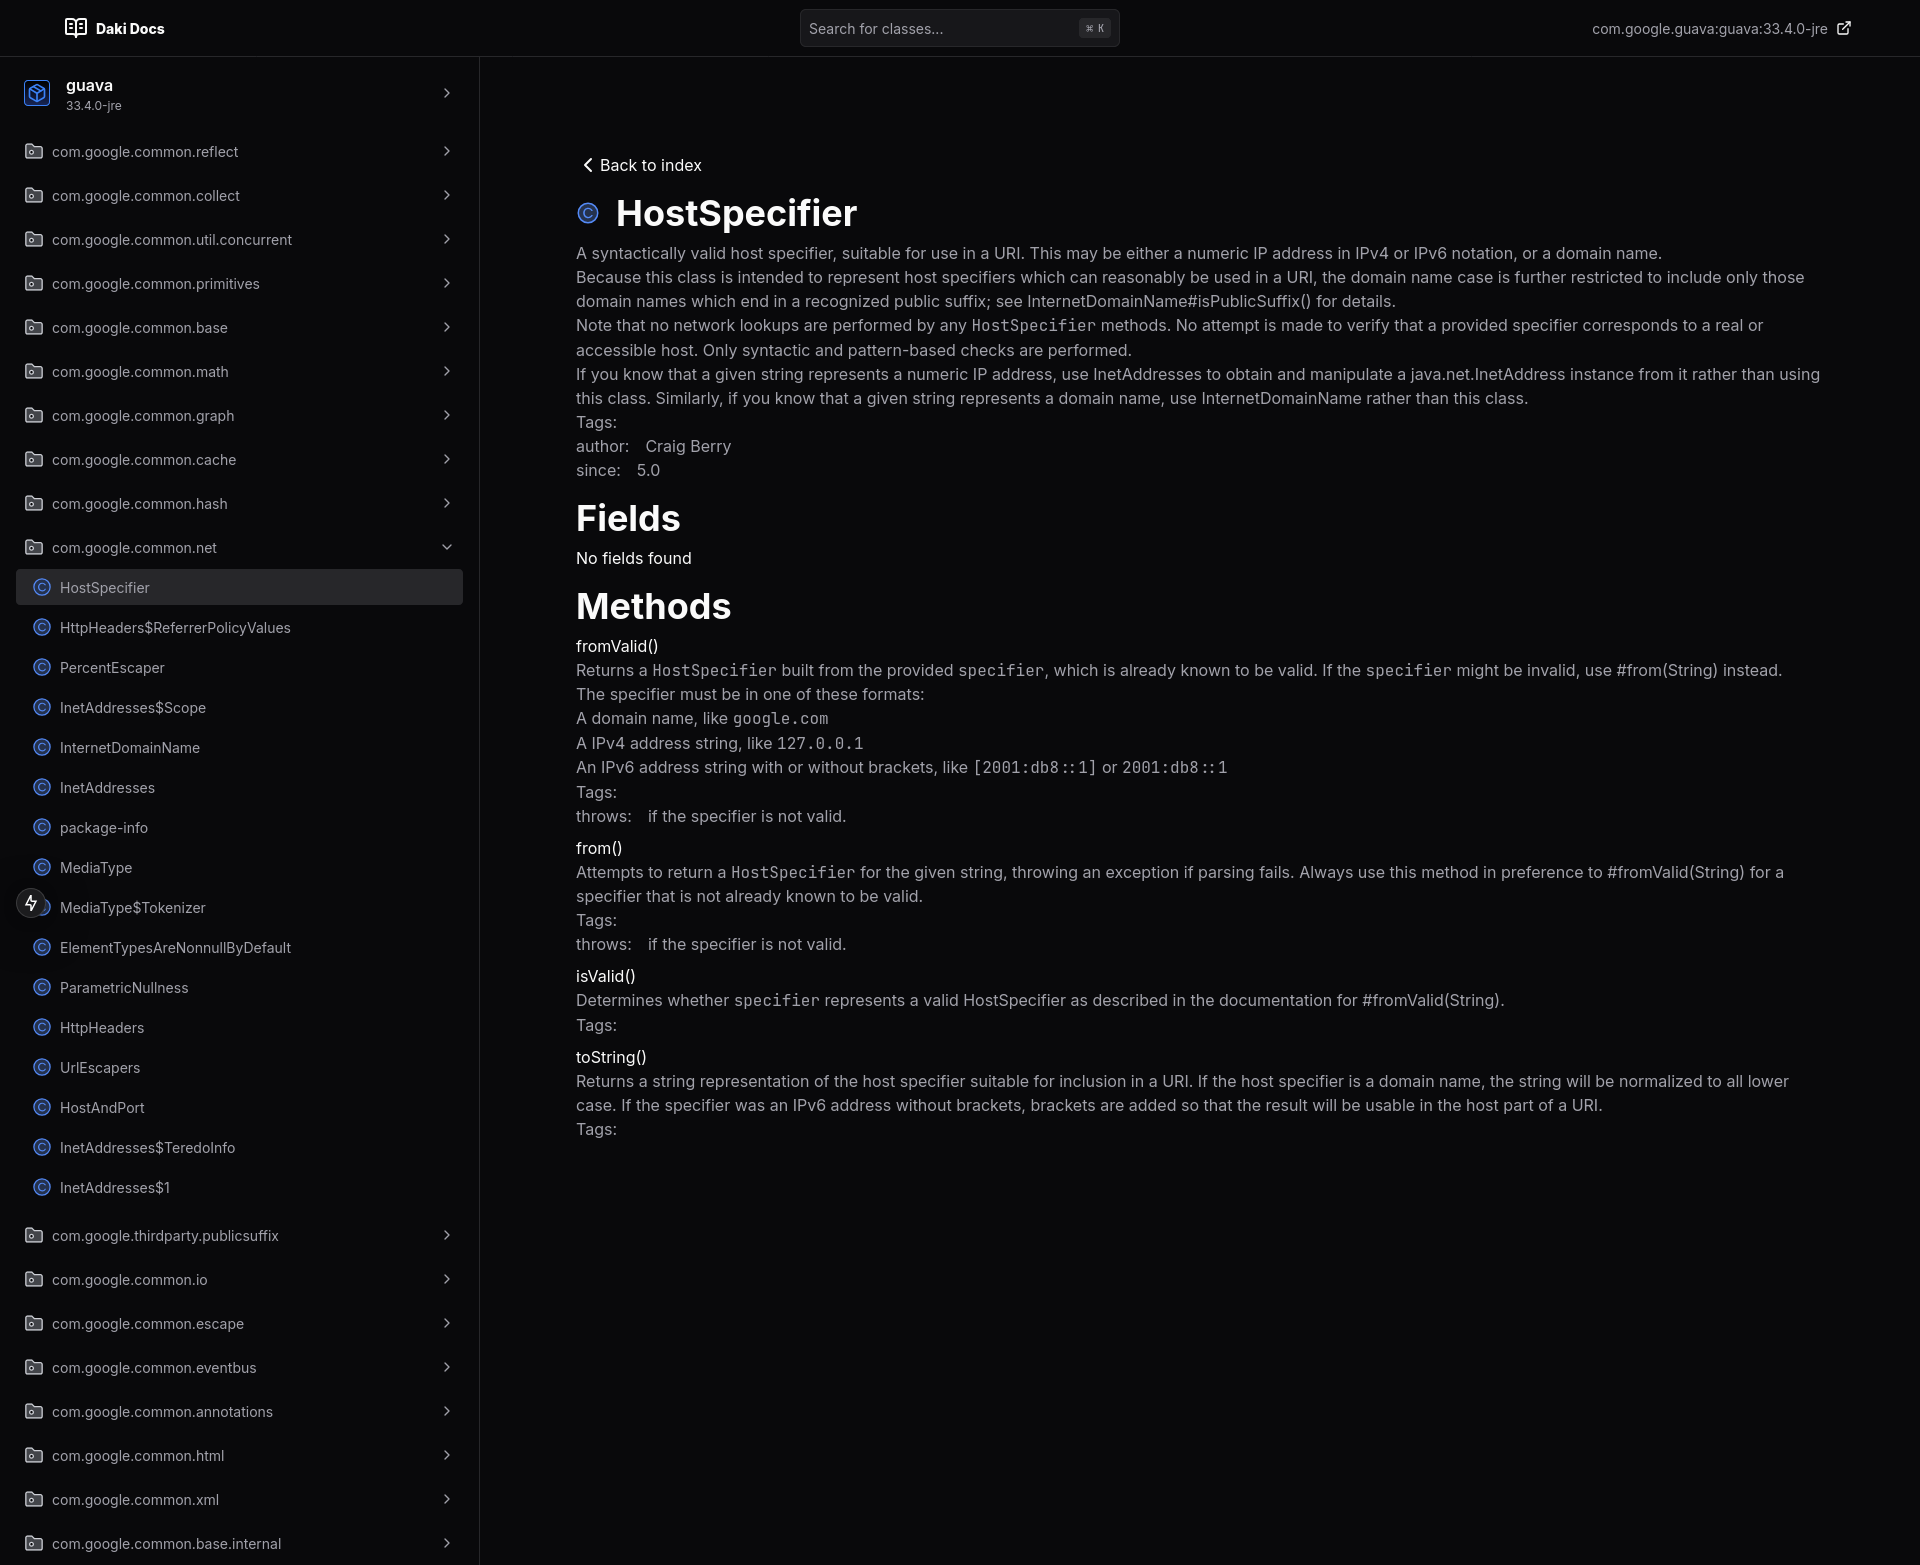 Daki Docs
Search for classes...
⌘ K
com.google.guava:guava:33.4.0-jre
guava
33.4.0-jre
com.google.common.reflect
com.google.common.collect
com.google.common.util.concurrent
com.google.common.primitives
com.google.common.base
com.google.common.math
com.google.common.graph
com.google.common.cache
com.google.common.hash
com.google.common.net
HostSpecifier
HttpHeaders$ReferrerPolicyValues
PercentEscaper
InetAddresses$Scope
InternetDomainName
InetAddresses
package-info
MediaType
MediaType$Tokenizer
ElementTypesAreNonnullByDefault
ParametricNullness
HttpHeaders
UrlEscapers
HostAndPort
InetAddresses$TeredoInfo
InetAddresses$1
com.google.thirdparty.publicsuffix
com.google.common.io
com.google.common.escape
com.google.common.eventbus
com.google.common.annotations
com.google.common.html
com.google.common.xml
com.google.common.base.internal
Back to index
HostSpecifier
A syntactically valid host specifier, suitable for use in a URI. This may be either a numeric IP address in IPv4 or IPv6 notation, or a domain name.
Because this class is intended to represent host specifiers which can reasonably be used in a URI, the domain name case is further restricted to include only those
domain names which end in a recognized public suffix; see InternetDomainName#isPublicSuffix() for details.
Note that no network lookups are performed by any HostSpecifier methods. No attempt is made to verify that a provided specifier corresponds to a real or
accessible host. Only syntactic and pattern-based checks are performed.
If you know that a given string represents a numeric IP address, use InetAddresses to obtain and manipulate a java.net.InetAddress instance from it rather than using
this class. Similarly, if you know that a given string represents a domain name, use InternetDomainName rather than this class.
Tags:
author: Craig Berry
since: 5.0
Fields
No fields found
Methods
fromValid()
Returns a HostSpecifier built from the provided specifier, which is already known to be valid. If the specifier might be invalid, use #from(String) instead.
The specifier must be in one of these formats:
A domain name, like google.com
A IPv4 address string, like 127.0.0.1
An IPv6 address string with or without brackets, like [2001:db8::1] or 2001:db8::1
Tags:
throws: if the specifier is not valid.
from()
Attempts to return a HostSpecifier for the given string, throwing an exception if parsing fails. Always use this method in preference to #fromValid(String) for a
specifier that is not already known to be valid.
Tags:
throws: if the specifier is not valid.
isValid()
Determines whether specifier represents a valid HostSpecifier as described in the documentation for #fromValid(String).
Tags:
toString()
Returns a string representation of the host specifier suitable for inclusion in a URI. If the host specifier is a domain name, the string will be normalized to all lower
case. If the specifier was an IPv6 address without brackets, brackets are added so that the result will be usable in the host part of a URI.
Tags: